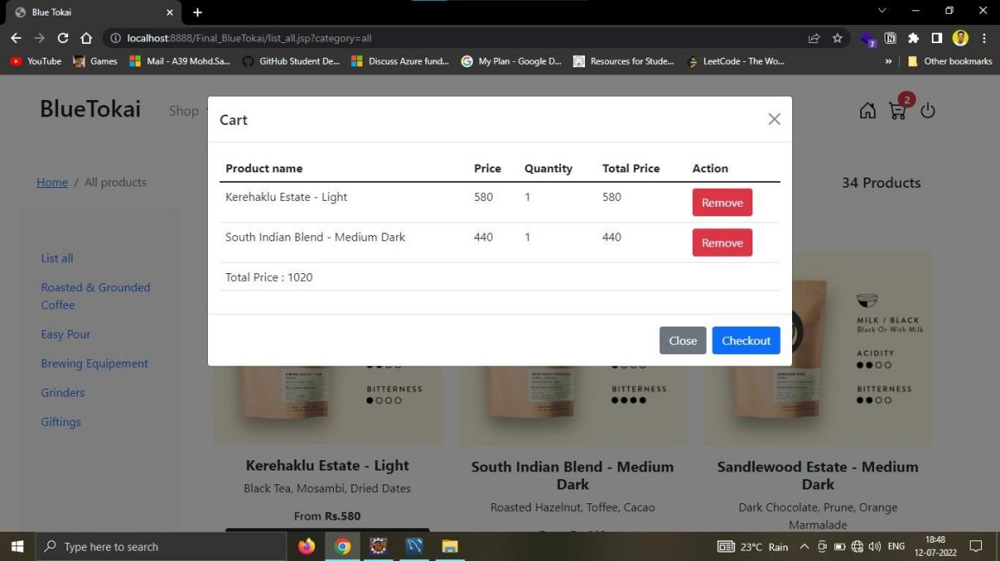 Blue Tokai
localhost:8888/Final_BlueTokai/list_all.jsp?category=all
7
YouTube Games Mail - A39 Mohd.Sa... GitHub Student De... Discuss Azure fund... My Plan - Google D... Resources for Stude... LeetCode - The Wo... » Other bookmarks
BlueTokai Shop 2
Cart
Home / All products 34 Products
Product name Price Quantity Total Price Action
Kerehaklu Estate - Light 580 1 580 Remove
South Indian Blend - Medium Dark 440 1 440 Remove
Total Price : 1020
Close Checkout
List all
Roasted & Grounded
Coffee
Easy Pour
Brewing Equipement
Grinders
Giftings
MILK / BLACK
Black Or With Milk
ACIDITY
BITTERNESS BITTERNESS BITTERNESS
Kerehaklu Estate - Light
Black Tea, Mosambi, Dried Dates
From Rs.580
South Indian Blend - Medium
Dark
Roasted Hazelnut, Toffee, Cacao
Sandlewood Estate - Medium
Dark
Dark Chocolate, Prune, Orange
Marmalade
Type here to search 23°C Rain ENG 18:48
12-07-2022